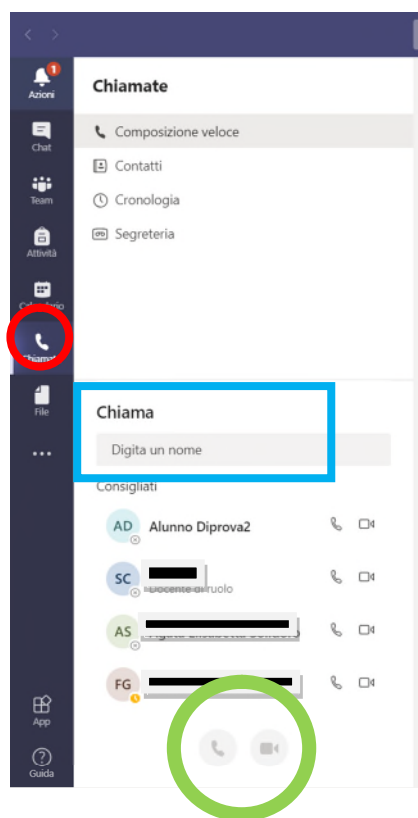 Azioni
1
Chat
Team
Attività
Calendario
Chiamate
File
App
Guida
Chiamate
Composizione veloce
Contatti
Cronologia
Segreteria
Chiama
Digita un nome
Consigliati
AD Alunno Diprova2
SC
Docente di ruolo
AS
FG